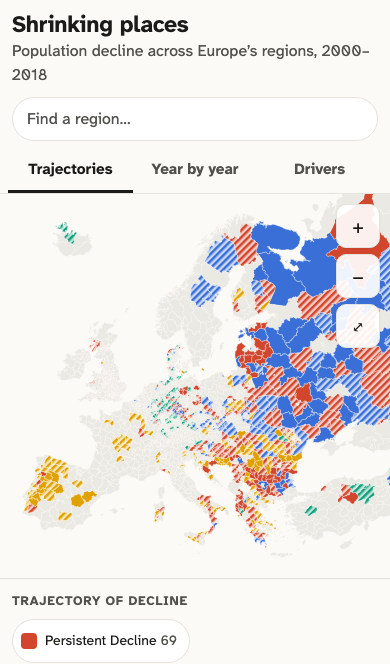 Shrinking places
Population decline across Europe’s regions, 2000–
2018
Find a region...
Trajectories Year by year Drivers
+
−
⤢
TRAJECTORY OF DECLINE
Persistent Decline 69